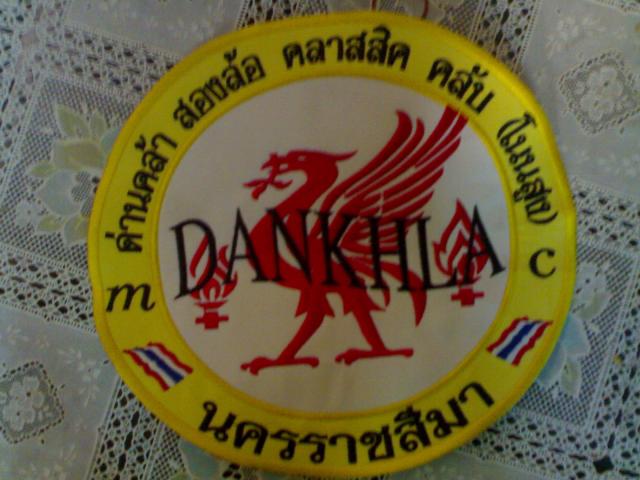 ด่านคล้า สองล้อ คลาสสิค คลับ (โนนสูง)
DANKHLA
m c
นครราชสีมา